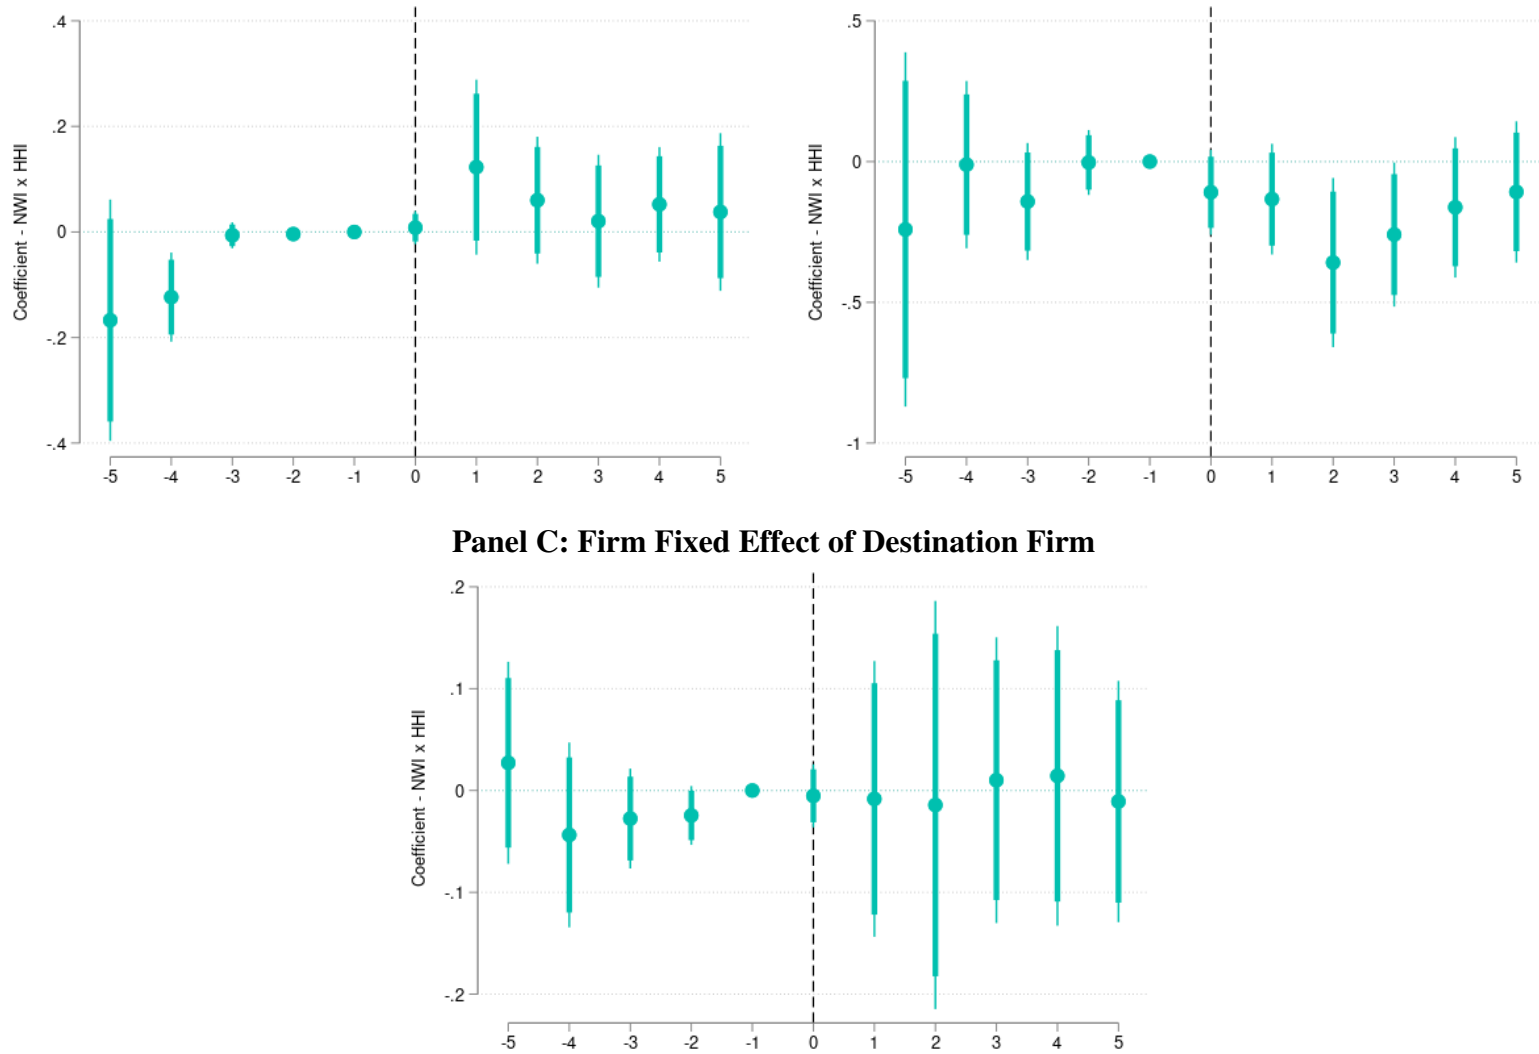 .4
.2
0
-.2
-.4
Coefficient - NWI x HHI
-5 -4 -3 -2 -1 0 1 2 3 4 5
.5
0
-.5
-1
Coefficient - NWI x HHI
-5 -4 -3 -2 -1 0 1 2 3 4 5
Panel C: Firm Fixed Effect of Destination Firm
.2
.1
0
-.1
-.2
Coefficient - NWI x HHI
-5 -4 -3 -2 -1 0 1 2 3 4 5